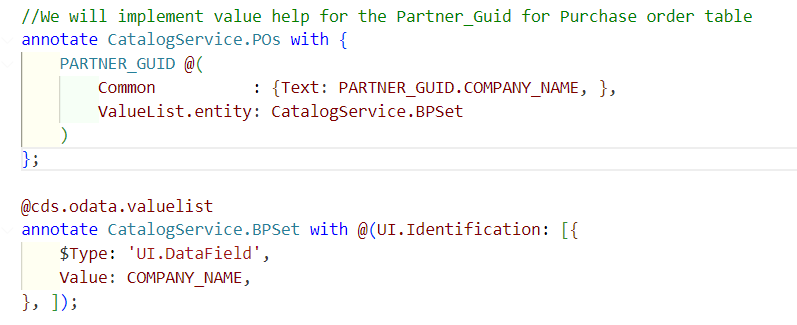 //We will implement value help for the Partner_Guid for Purchase order table
annotate CatalogService.POs with {
    PARTNER_GUID @(
        Common          : {Text: PARTNER_GUID.COMPANY_NAME, },
        ValueList.entity: CatalogService.BPSet
    )
};

@cds.odata.valuelist
annotate CatalogService.BPSet with @(UI.Identification: [{
    $Type: 'UI.DataField',
    Value: COMPANY_NAME,
}, ]);